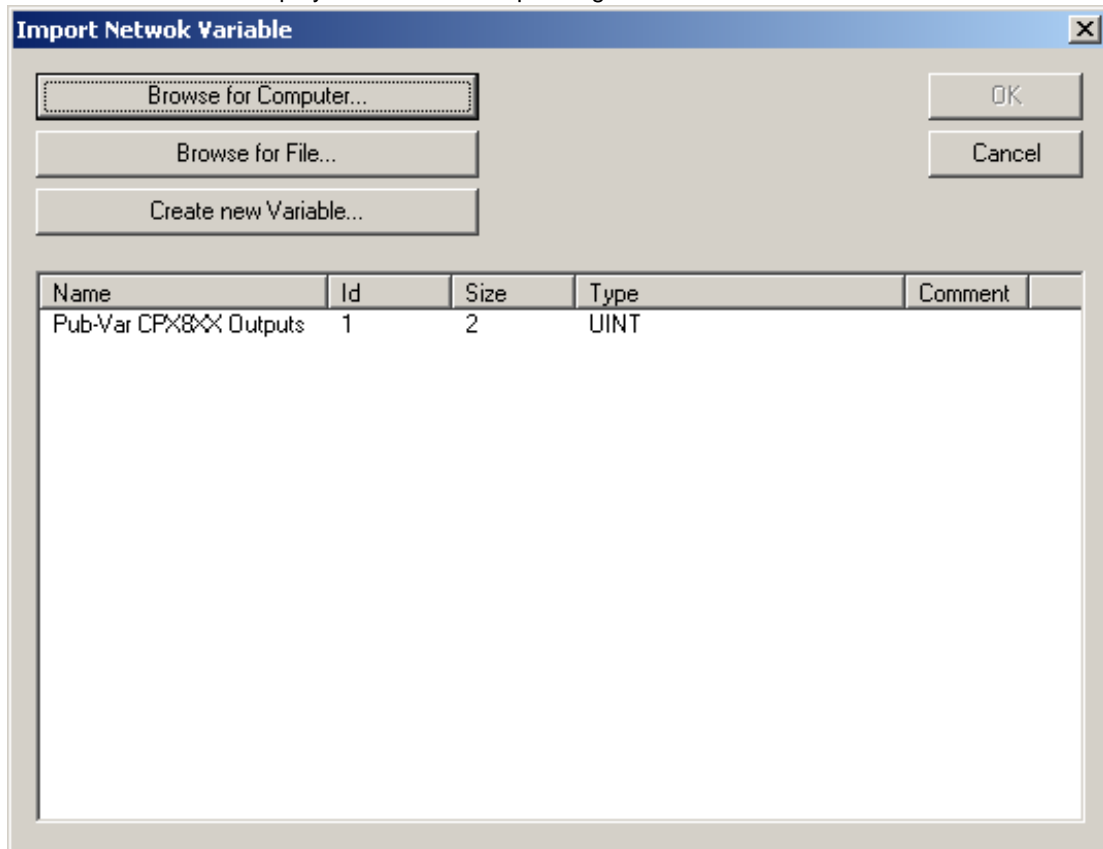 Import Netwok Variable
Browse for Computer...
OK
Browse for File...
Cancel
Create new Variable...
Name Id Size Type Comment
Pub-Var CPX8XX Outputs 1 2 UINT